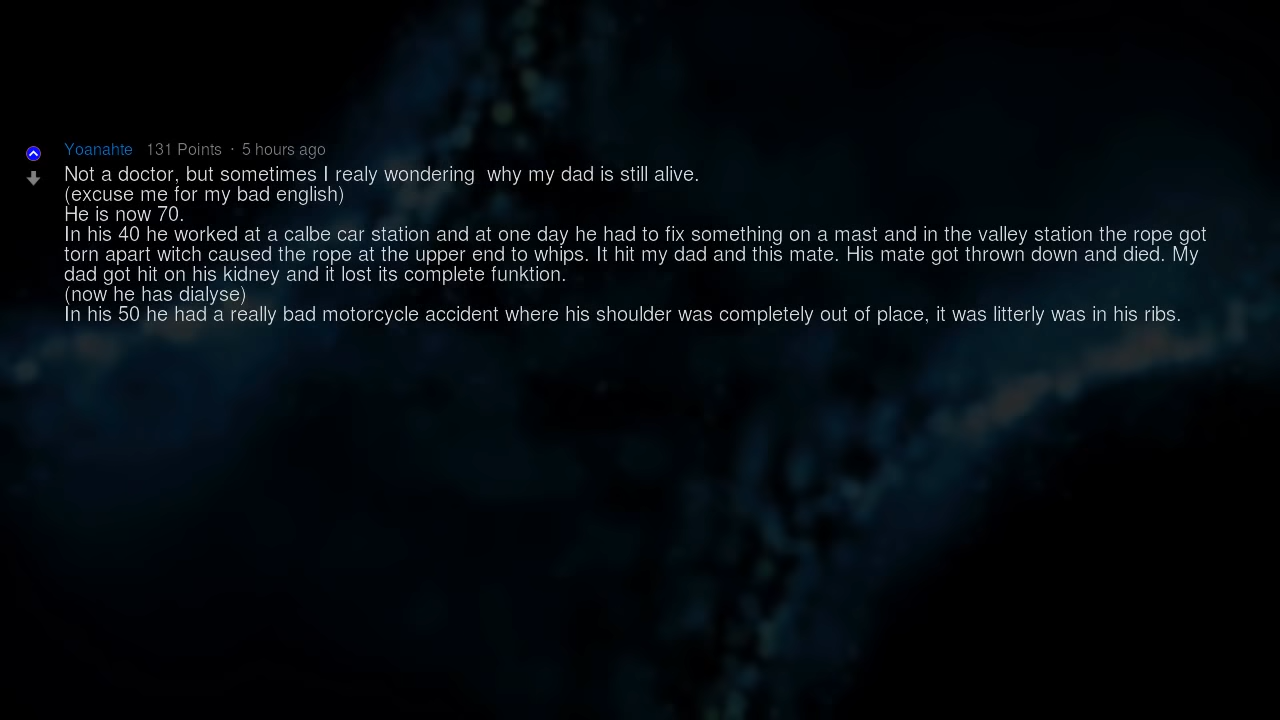 Yoanahte 131 Points · 5 hours ago
Not a doctor, but sometimes I realy wondering  why my dad is still alive.
(excuse me for my bad english)
He is now 70.
In his 40 he worked at a calbe car station and at one day he had to fix something on a mast and in the valley station the rope got
torn apart witch caused the rope at the upper end to whips. It hit my dad and this mate. His mate got thrown down and died. My
dad got hit on his kidney and it lost its complete funktion.
(now he has dialyse)
In his 50 he had a really bad motorcycle accident where his shoulder was completely out of place, it was litterly was in his ribs.